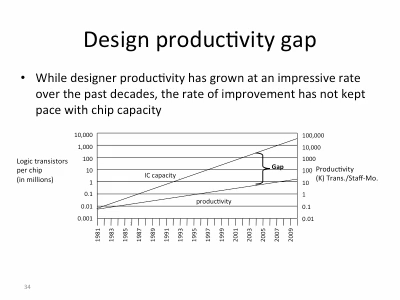 Design productivity gap
• While designer productivity has grown at an impressive rate
over the past decades, the rate of improvement has not kept
pace with chip capacity
Logic transistors
per chip
(in millions)
10,000
1,000
100
10
1
0.1
0.01
0.001
IC capacity
productivity
Gap
100,000
10,000
1000
100
10
1
0.1
0.01
Productivity
(K) Trans./Staff-Mo.
1981
1983
1985
1987
1989
1991
1993
1995
1997
1999
2001
2003
2005
2007
2009
34